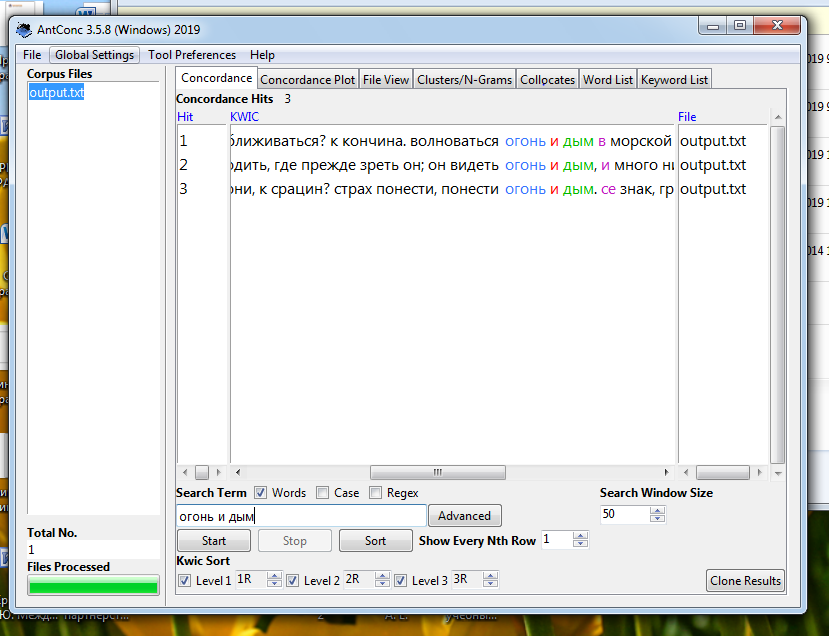 AntConc 3.5.8 (Windows) 2019
File Global Settings Tool Preferences Help
Corpus Files
output.txt
Total No.
1
Files Processed
Concordance Concordance Plot File View Clusters/N-Grams Collocates Word List Keyword List
Concordance Hits 3
Hit KWIC File
1 ближиваться? к кончина. волноваться огонь и дым в морской output.txt
2 одить, где прежде зреть он; он видеть огонь и дым, и много ни output.txt
3 они, к срацин? страх понести, понести огонь и дым. се знак, гр output.txt
Search Term Words Case Regex Search Window Size
огонь и дым Advanced 50
Start Stop Sort Show Every Nth Row 1
Kwic Sort
Level 1 1R Level 2 2R Level 3 3R Clone Results